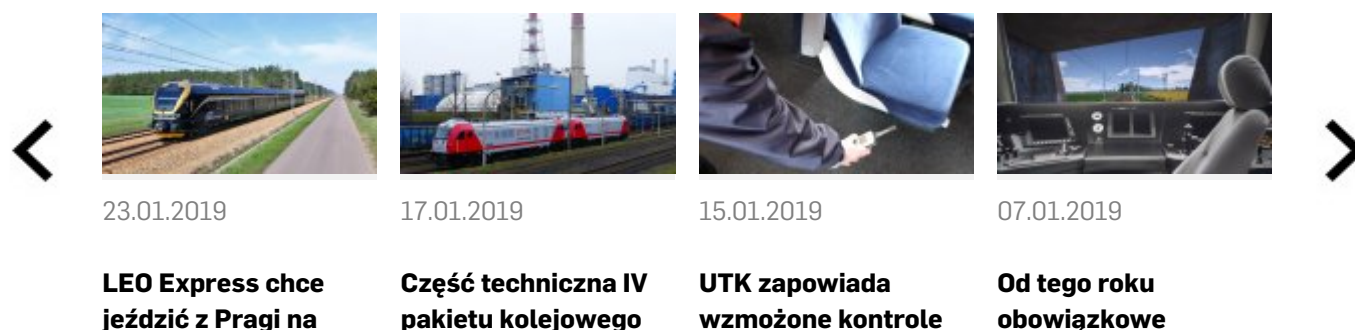 23.01.2019
17.01.2019
15.01.2019
07.01.2019
LEO Express chce
jeździć z Pragi na
Część techniczna IV
pakietu kolejowego
UTK zapowiada
wzmożone kontrole
Od tego roku
obowiązkowe